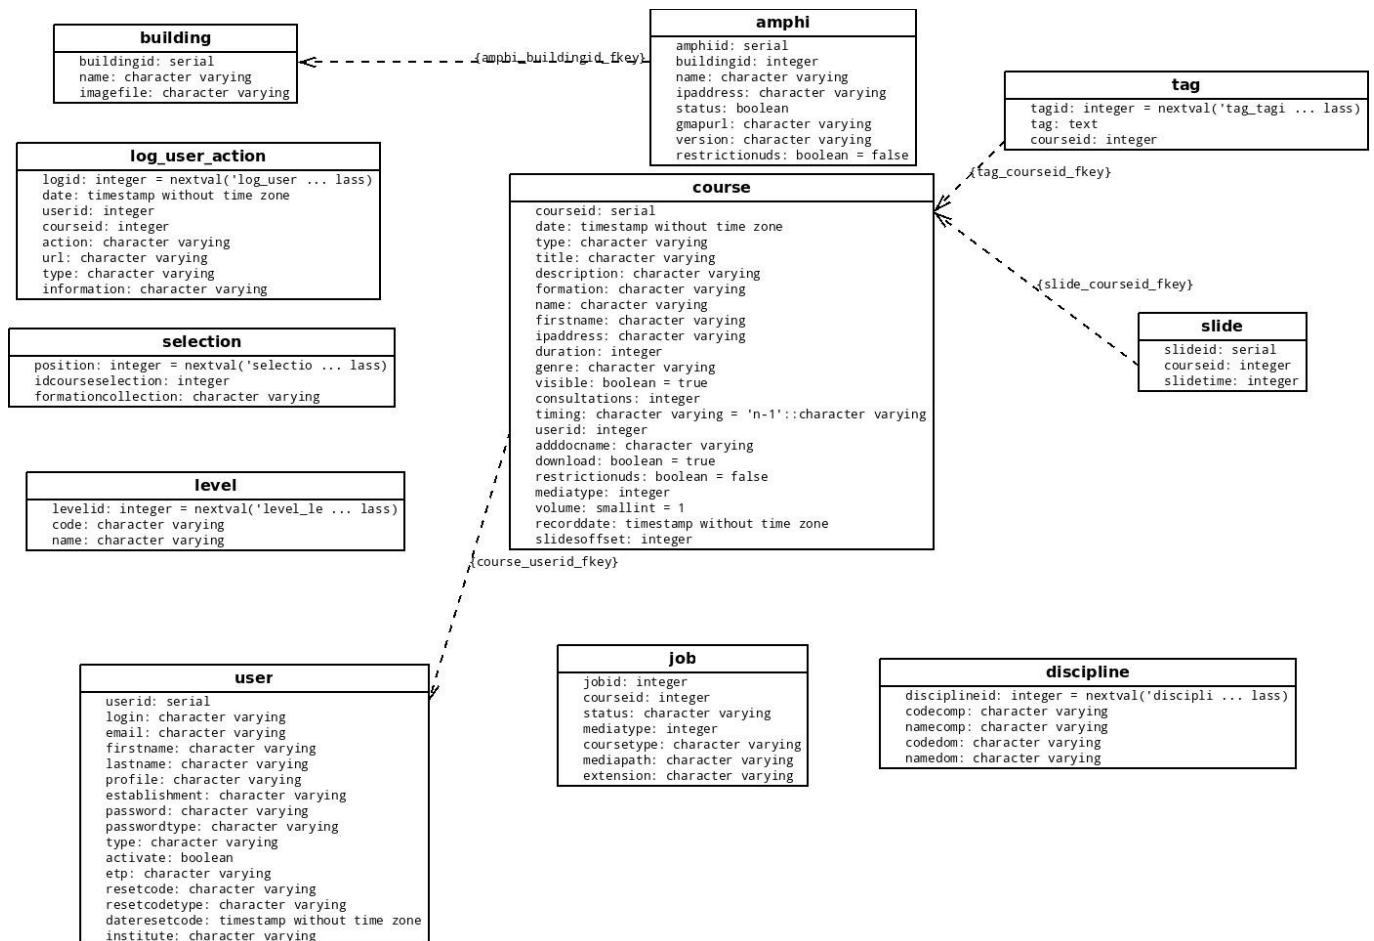 building
buildingid: serial
name: character varying
imagefile: character varying
{amphi_buildingid_fkey}
amphi
amphiid: serial
buildingid: integer
name: character varying
ipaddress: character varying
status: boolean
gmapurl: character varying
version: character varying
restrictionuds: boolean = false
tag
tagid: integer = nextval('tag_tagi ... lass)
tag: text
courseid: integer
{tag_courseid_fkey}
log_user_action
logid: integer = nextval('log_user ... lass)
date: timestamp without time zone
userid: integer
courseid: integer
action: character varying
url: character varying
type: character varying
information: character varying
course
courseid: serial
date: timestamp without time zone
type: character varying
title: character varying
description: character varying
formation: character varying
name: character varying
firstname: character varying
ipaddress: character varying
duration: integer
genre: character varying
visible: boolean = true
consultations: integer
timing: character varying = 'n-1'::character varying
userid: integer
adddocname: character varying
download: boolean = true
restrictionuds: boolean = false
mediatype: integer
volume: smallint = 1
recorddate: timestamp without time zone
slidesoffset: integer
{slide_courseid_fkey}
slide
slideid: serial
courseid: integer
slidetime: integer
selection
position: integer = nextval('selectio ... lass)
idcourseselection: integer
formationcollection: character varying
level
levelid: integer = nextval('level_le ... lass)
code: character varying
name: character varying
{course_userid_fkey}
user
userid: serial
login: character varying
email: character varying
firstname: character varying
lastname: character varying
profile: character varying
establishment: character varying
password: character varying
passwordtype: character varying
type: character varying
activate: boolean
etp: character varying
resetcode: character varying
resetcodetype: character varying
dateresetcode: timestamp without time zone
institute: character varying
job
jobid: integer
courseid: integer
status: character varying
mediatype: integer
coursetype: character varying
mediapath: character varying
extension: character varying
discipline
disciplineid: integer = nextval('discipli ... lass)
codecomp: character varying
namecomp: character varying
codedom: character varying
namedom: character varying